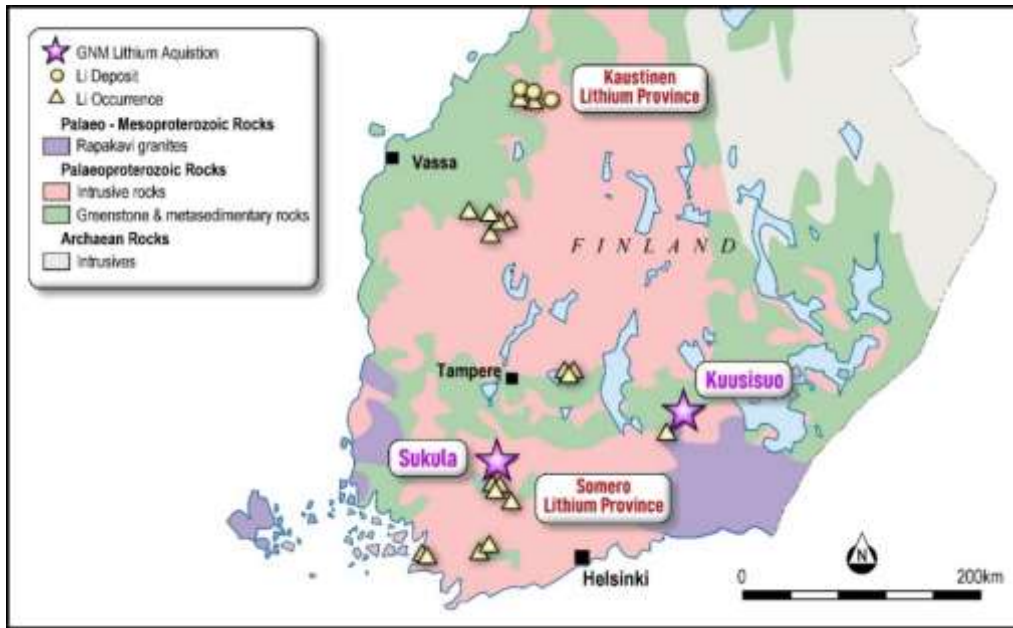 GNM Lithium Aquistion
Li Deposit
Li Occurrence
Palaeo - Mesoproterozoic Rocks
Rapakavi granites
Palaeoproterozoic Rocks
Intrusive rocks
Greenstone & metasedimentary rocks
Archaean Rocks
Intrusives
Kaustinen
Lithium Province
Vassa
FINLAND
Tampere
Kuusisuo
Sukula
Somero
Lithium Province
Helsinki
N
0 200km